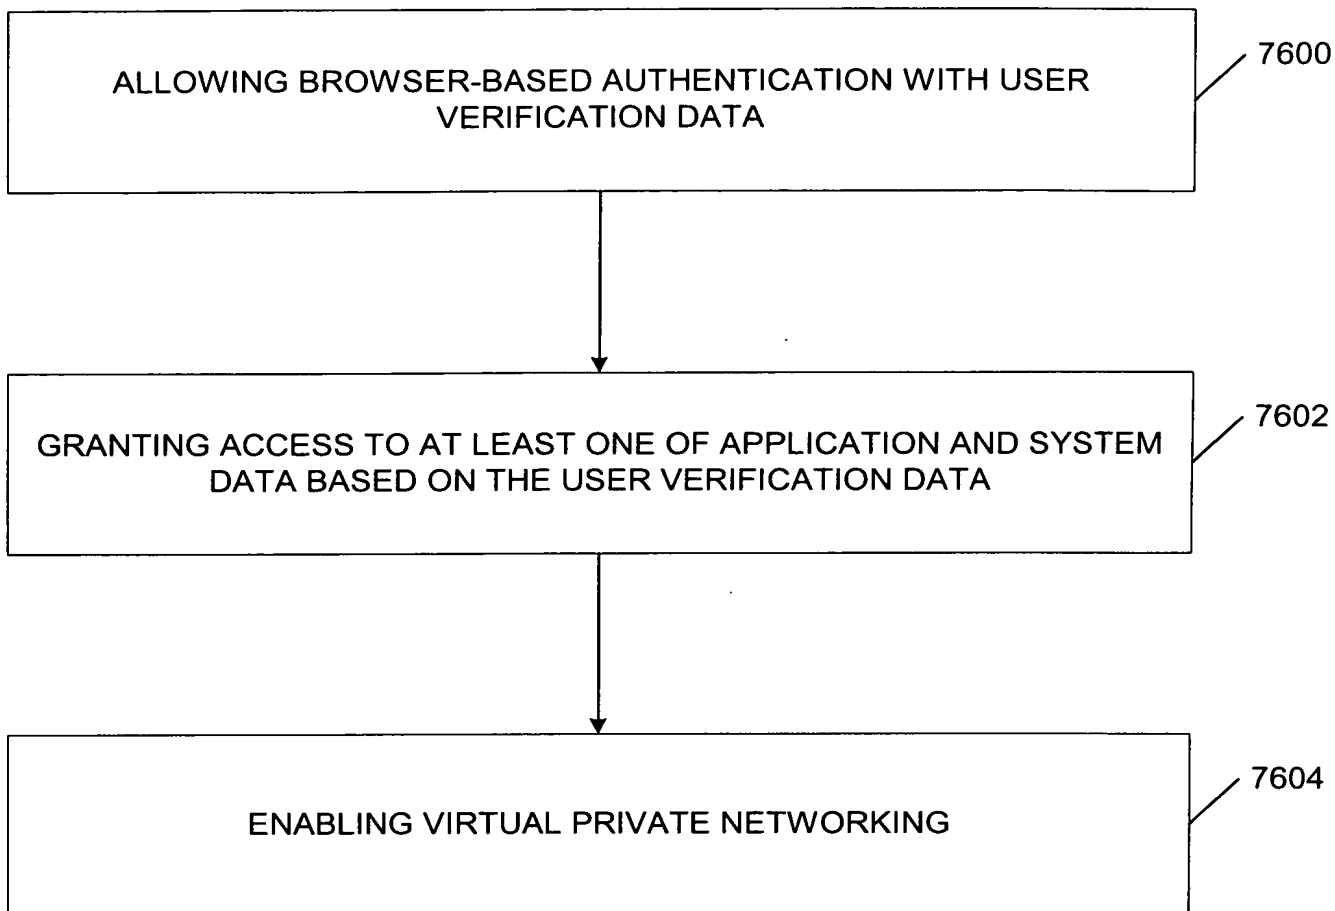 ALLOWING BROWSER-BASED AUTHENTICATION WITH USER
VERIFICATION DATA
7600
GRANTING ACCESS TO AT LEAST ONE OF APPLICATION AND SYSTEM
DATA BASED ON THE USER VERIFICATION DATA
7602
ENABLING VIRTUAL PRIVATE NETWORKING
7604